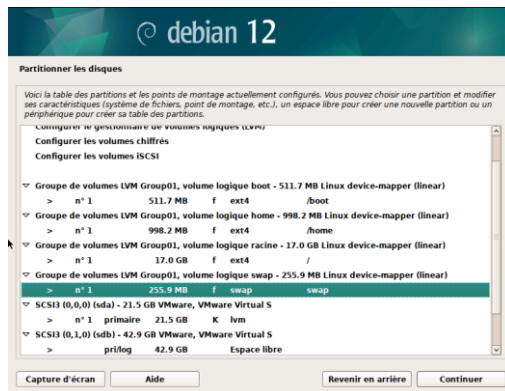 debian 12
Partitionner les disques
Voici la table des partitions et les points de montage actuellement configurés. Vous pouvez choisir une partition et modifier
ses caractéristiques (système de fichiers, point de montage, etc.), un espace libre pour créer une nouvelle partition ou un
périphérique pour créer sa table des partitions.
Configurer le gestionnaire de volumes logiques (LVM)
Configurer les volumes chiffrés
Configurer les volumes iSCSI
Groupe de volumes LVM Group01, volume logique boot - 511.7 MB Linux device-mapper (linear)
> n° 1 511.7 MB f ext4 /boot
Groupe de volumes LVM Group01, volume logique home - 998.2 MB Linux device-mapper (linear)
> n° 1 998.2 MB f ext4 /home
Groupe de volumes LVM Group01, volume logique racine - 17.0 GB Linux device-mapper (linear)
> n° 1 17.0 GB f ext4 /
Groupe de volumes LVM Group01, volume logique swap - 255.9 MB Linux device-mapper (linear)
> n° 1 255.9 MB f swap swap
SCSI3 (0,0,0) (sda) - 21.5 GB VMware, VMware Virtual S
> n° 1 primaire 21.5 GB K lvm
SCSI3 (0,1,0) (sdb) - 42.9 GB VMware, VMware Virtual S
> pri/log 42.9 GB Espace libre
Capture d'écran Aide Revenir en arrière Continuer